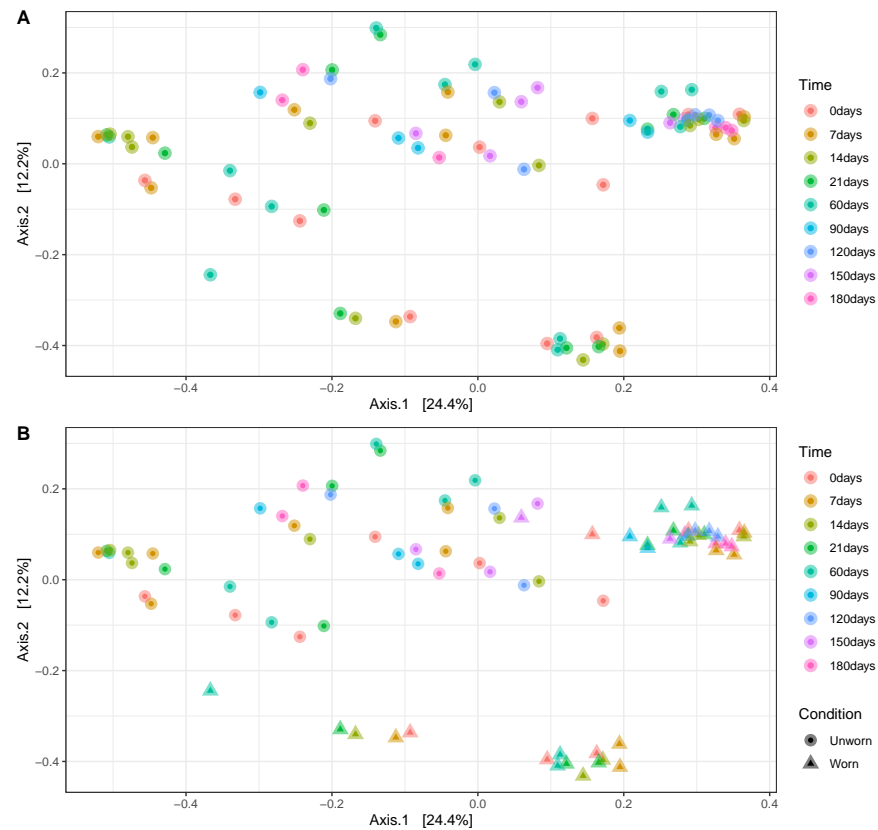 A
Axis.2 [12.2%]
0.2
0.0
−0.2
−0.4
−0.4
−0.2
0.0
0.2
0.4
Axis.1 [24.4%]
Time
0days
7days
14days
21days
60days
90days
120days
150days
180days
B
Axis.2 [12.2%]
0.2
0.0
−0.2
−0.4
−0.4
−0.2
0.0
0.2
0.4
Axis.1 [24.4%]
Time
0days
7days
14days
21days
60days
90days
120days
150days
180days
Condition
Unworn
Worn